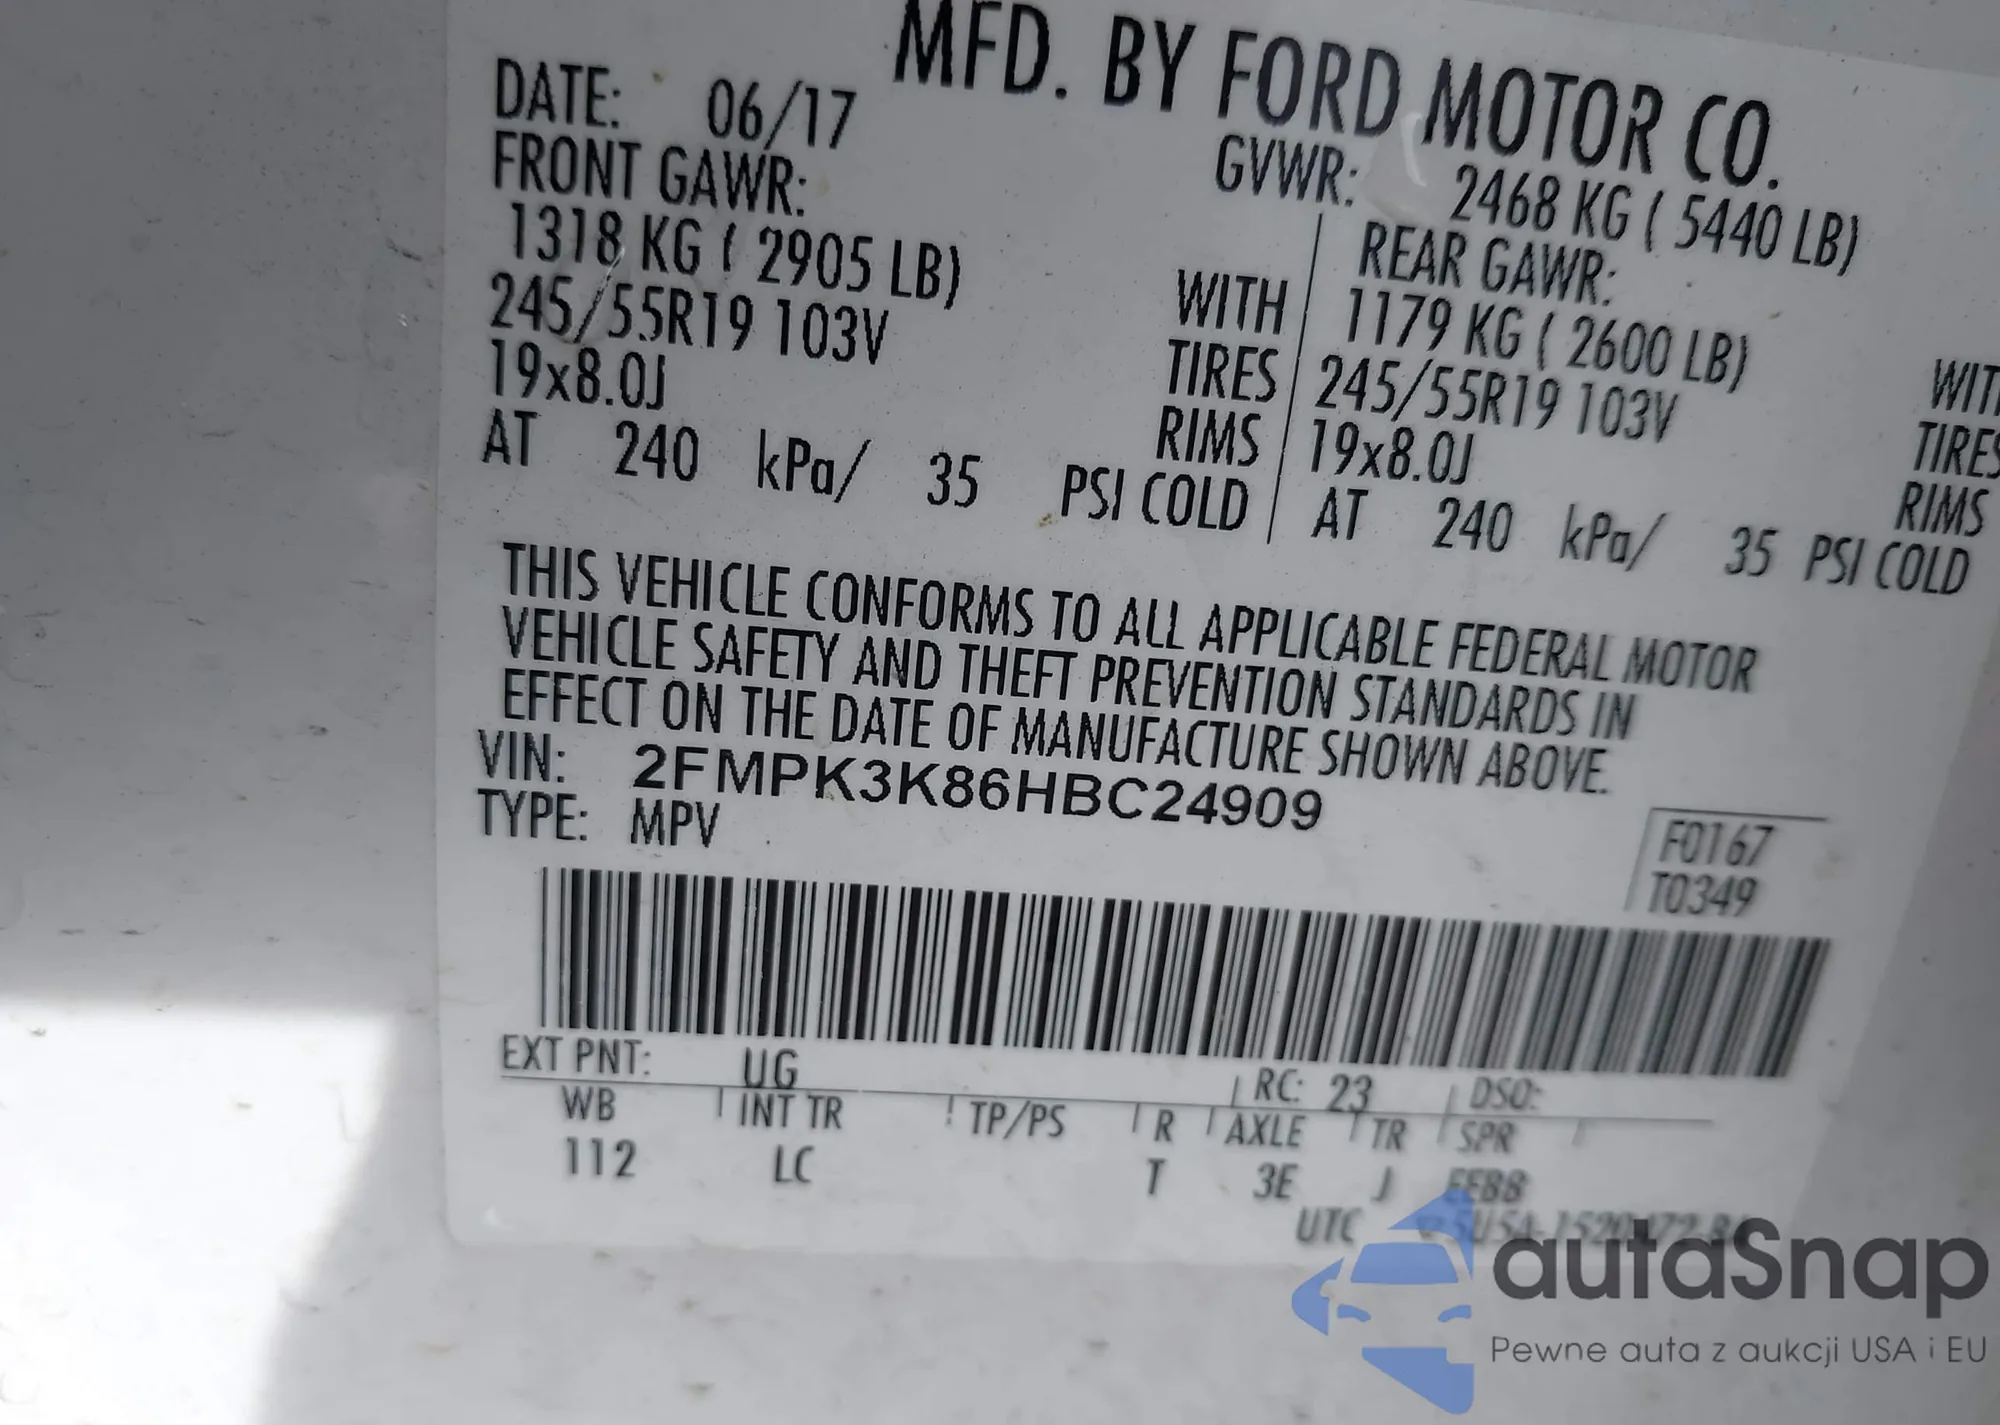 MFD. BY FORD MOTOR CO.
DATE: 06/17 GVWR: 2468 KG ( 5440 LB)
FRONT GAWR: REAR GAWR:
1318 KG ( 2905 LB) WITH 1179 KG ( 2600 LB) WITH
245/55R19 103V TIRES 245/55R19 103V TIRES
19x8.0J RIMS 19x8.0J RIMS
AT 240 kPa/ 35 PSI COLD AT 240 kPa/ 35 PSI COLD
THIS VEHICLE CONFORMS TO ALL APPLICABLE FEDERAL MOTOR
VEHICLE SAFETY AND THEFT PREVENTION STANDARDS IN
EFFECT ON THE DATE OF MANUFACTURE SHOWN ABOVE.
VIN: 2FMPK3K86HBC24909
TYPE: MPV
F0167
T0349
EXT PNT: UG RC: 23 DSO:
WB INT TR TP/PS R AXLE TR SPR
112 LC T 3E J EEBB
UTC
autaSnap
Pewne auta z aukcji USA i EU